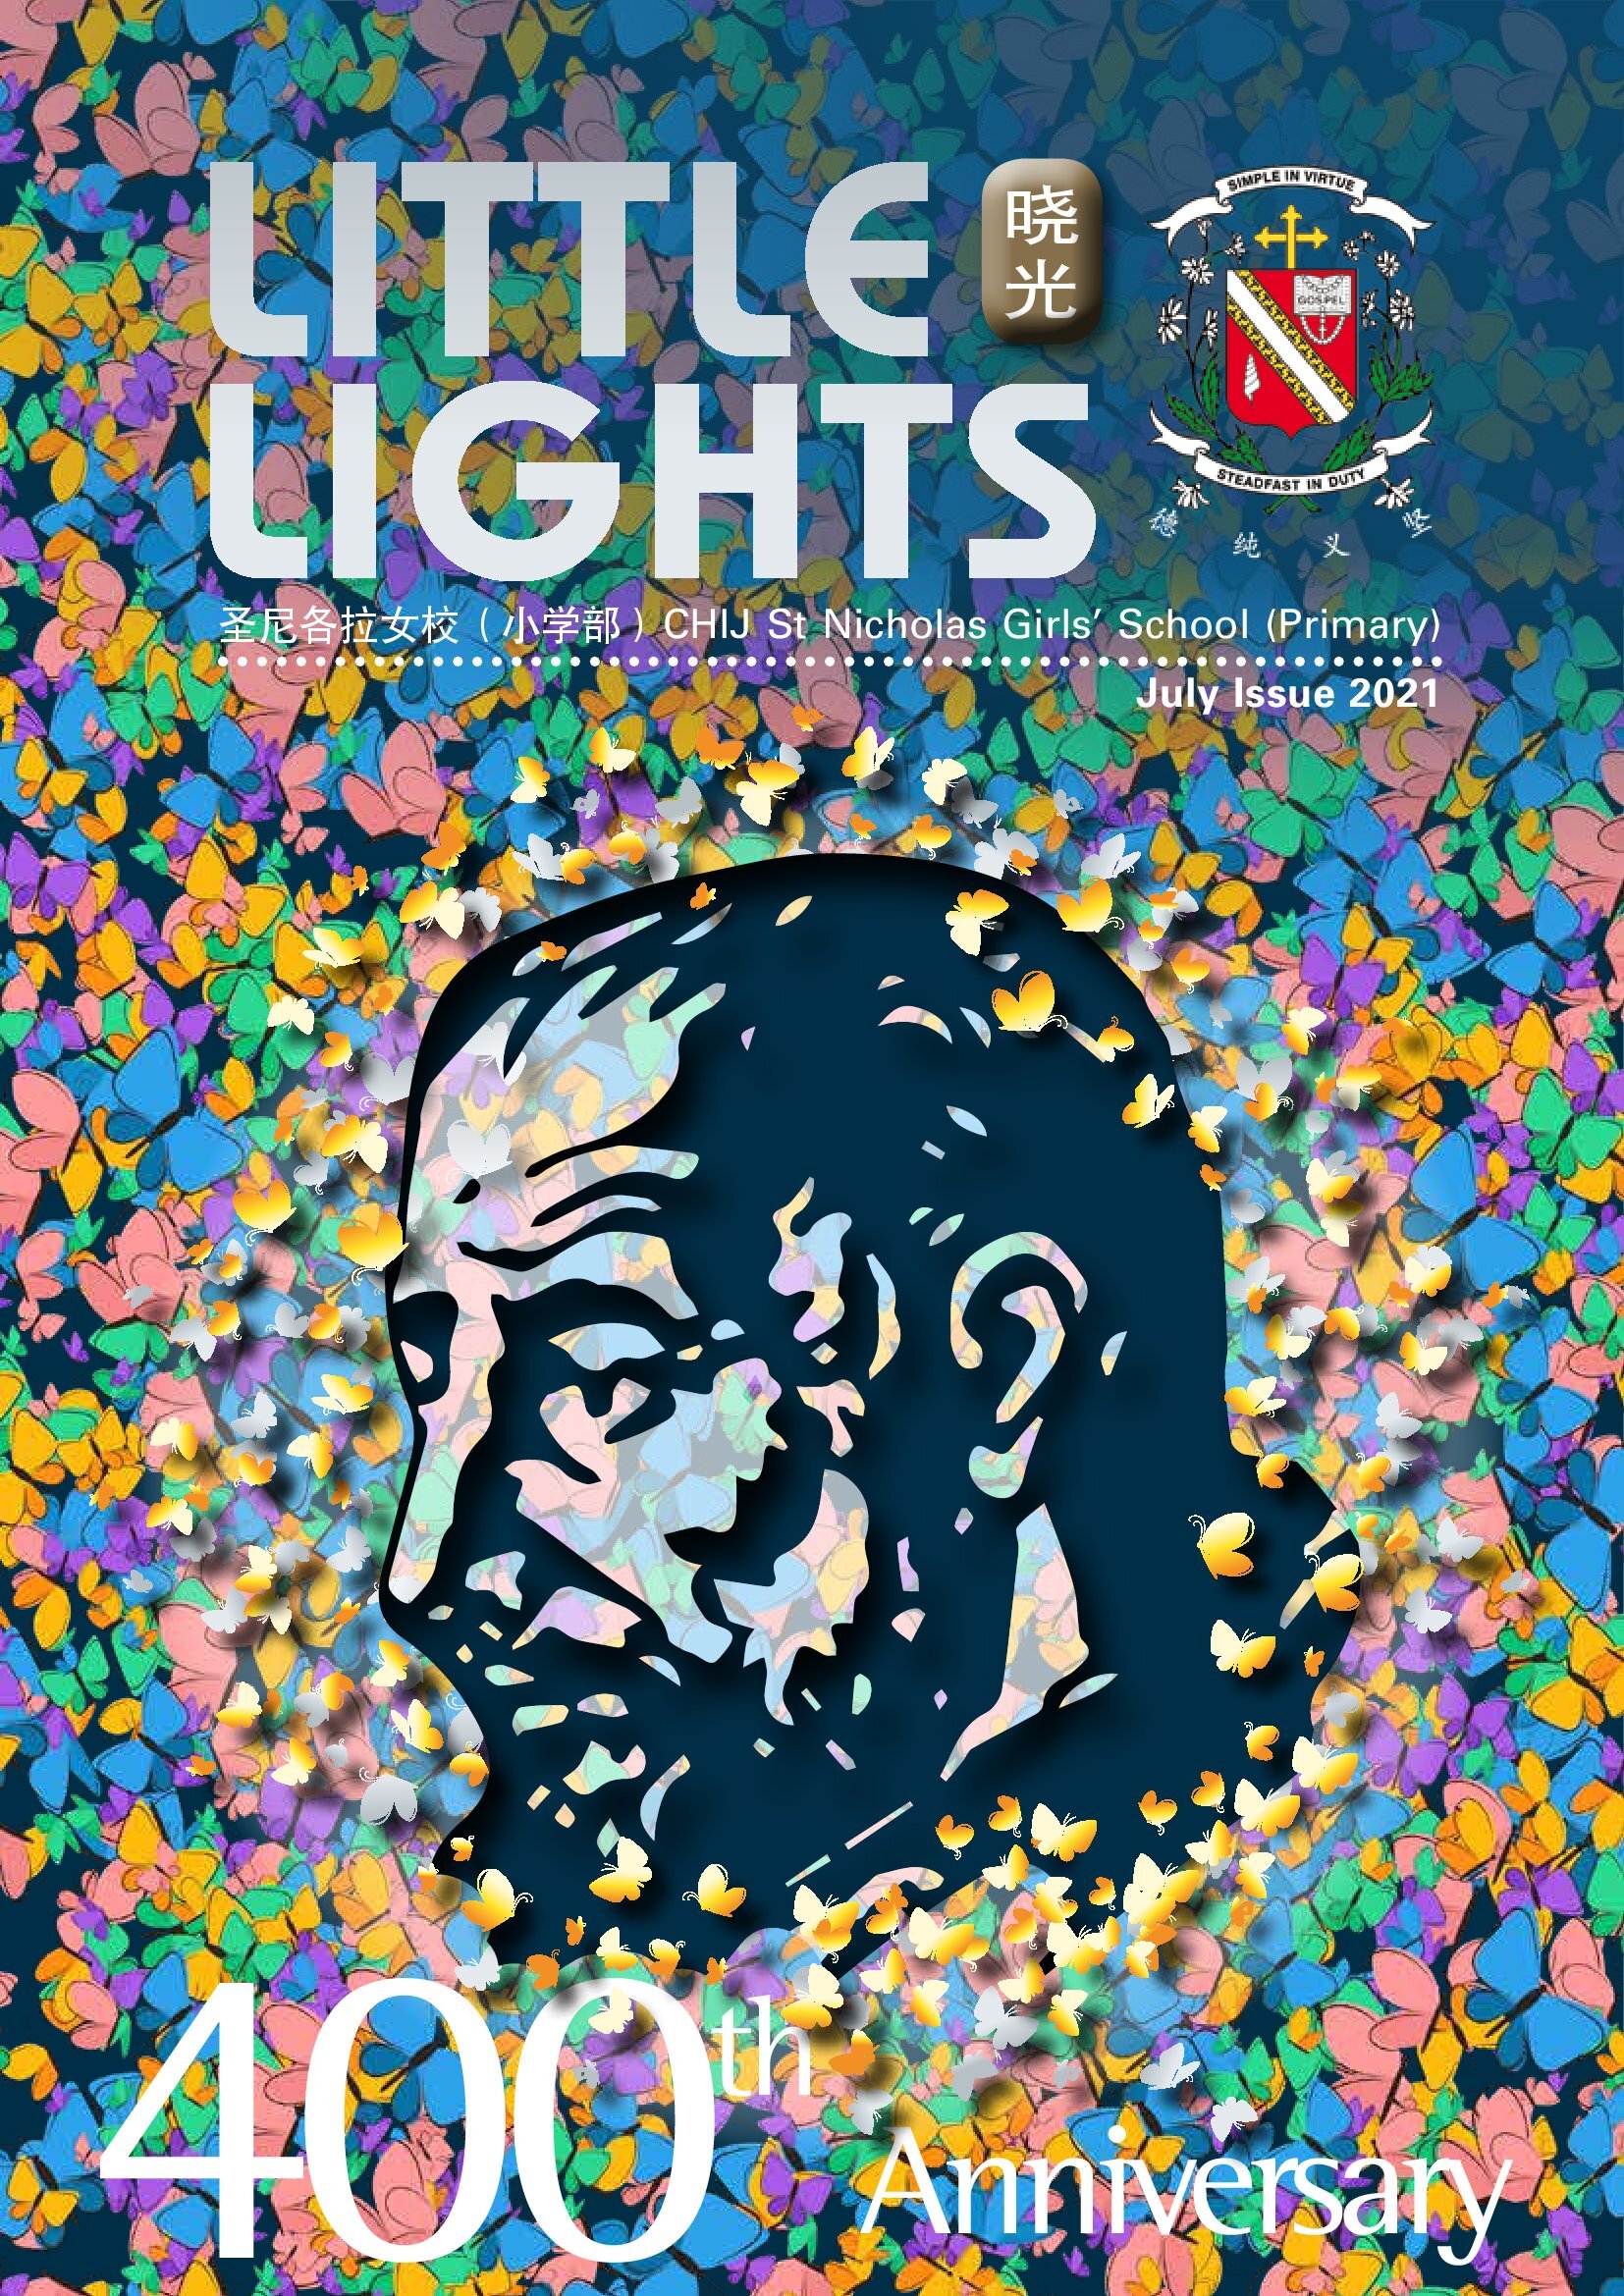 LITTLE
晓光
LIGHTS
SIMPLE IN VIRTUE
GOSPEL
STEADFAST IN DUTY
德纯义坚
圣尼各拉女校（小学部）CHIJ St Nicholas Girls’ School (Primary)
July Issue 2021
400th
Anniversary